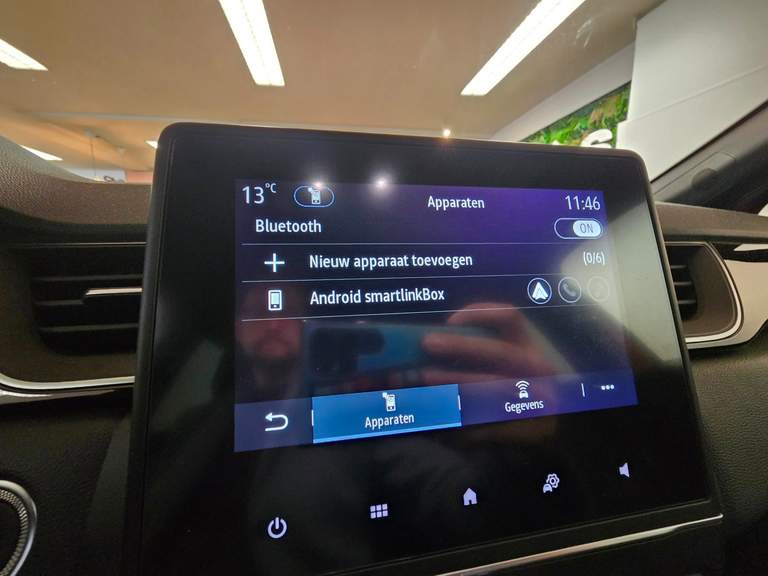 13°C
Apparaten
11:46
Bluetooth
ON
Nieuw apparaat toevoegen
(0/6)
Android smartlinkBox
Apparaten
Gegevens